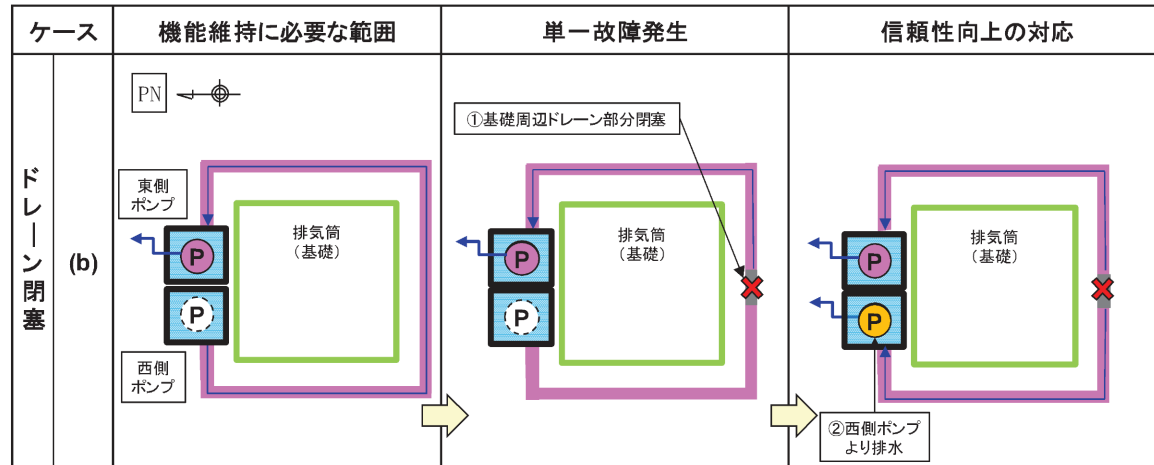 ケース
機能維持に必要な範囲
単一故障発生
信頼性向上の対応
ドレーン閉塞
(b)
PN
東側
ポンプ
P
P
西側
ポンプ
排気筒
(基礎)
①基礎周辺ドレーン部分閉塞
P
P
排気筒
(基礎)
P
P
排気筒
(基礎)
②西側ポンプ
より排水